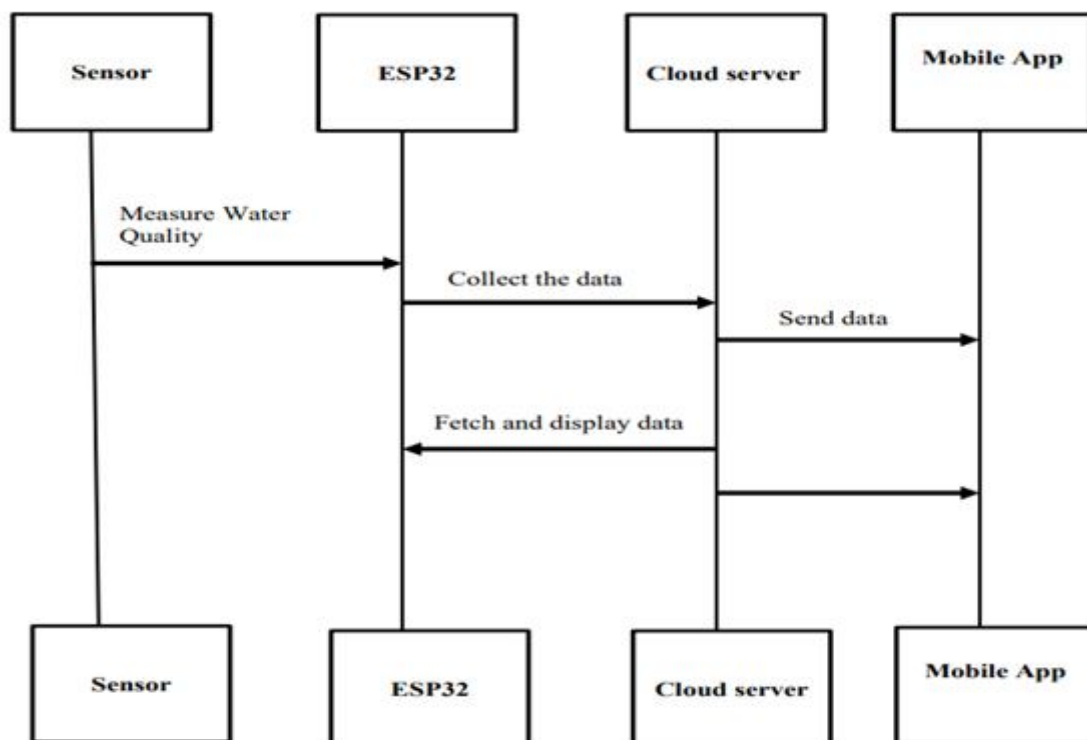 Sensor
ESP32
Cloud server
Mobile App
Measure Water
Quality
Collect the data
Send data
Fetch and display data
Sensor
ESP32
Cloud server
Mobile App